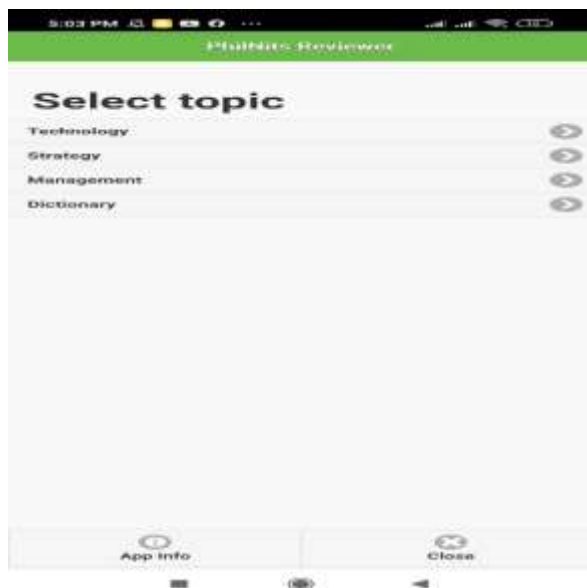 5:03 PM
PhilNits Reviewer
Select topic
Technology
Strategy
Management
Dictionary
App Info
Close